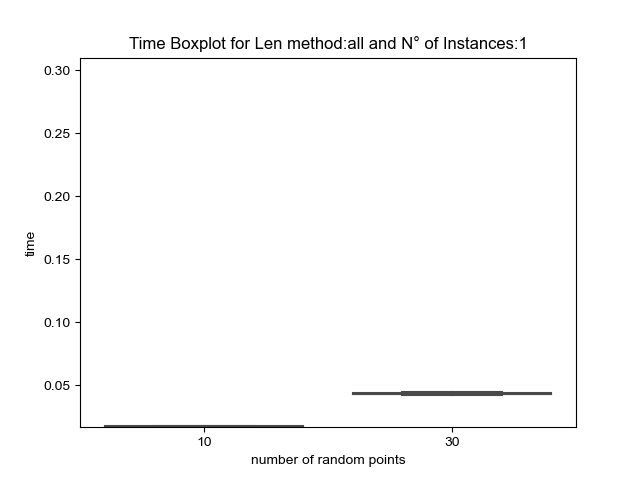 Time Boxplot for Len method:all and N° of Instances:1
0.30
0.25
0.20
0.15
0.10
0.05
time
10 30
number of random points